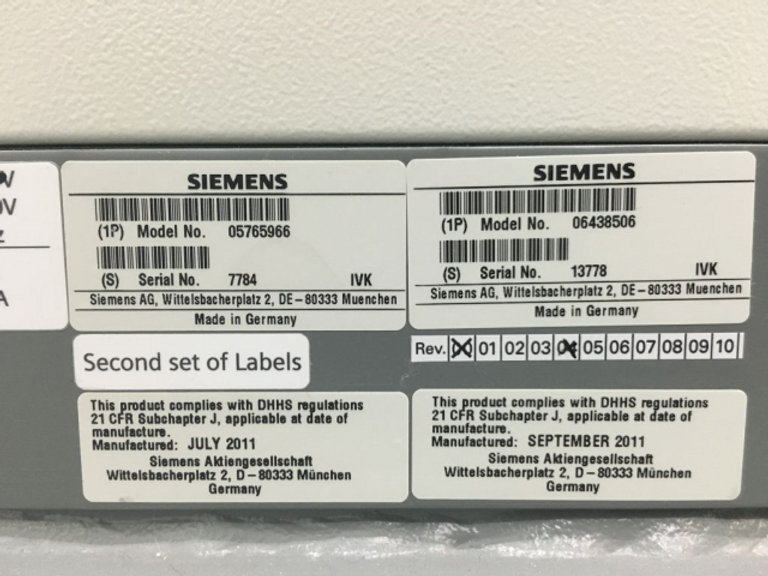 V
0V
z
A
SIEMENS
(1P) Model No. 05765966
(S) Serial No. 7784 IVK
Siemens AG, Wittelsbacherplatz 2, DE-80333 Muenchen
Made in Germany
SIEMENS
(1P) Model No. 06438506
(S) Serial No. 13778 IVK
Siemens AG, Wittelsbacherplatz 2, DE-80333 Muenchen
Made in Germany
Second set of Labels
Rev. 01 02 03 05 06 07 08 09 10
This product complies with DHHS regulations
21 CFR Subchapter J, applicable at date of
manufacture.
Manufactured: JULY 2011
Siemens Aktiengesellschaft
Wittelsbacherplatz 2, D-80333 München
Germany
This product complies with DHHS regulations
21 CFR Subchapter J, applicable at date of
manufacture.
Manufactured: SEPTEMBER 2011
Siemens Aktiengesellschaft
Wittelsbacherplatz 2, D-80333 München
Germany